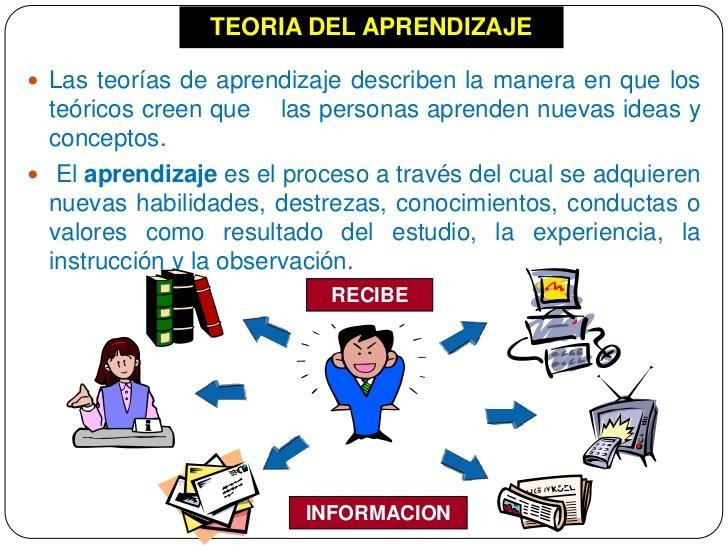 TEORIA DEL APRENDIZAJE
• Las teorías de aprendizaje describen la manera en que los
teóricos creen que las personas aprenden nuevas ideas y
conceptos.
• El aprendizaje es el proceso a través del cual se adquieren
nuevas habilidades, destrezas, conocimientos, conductas o
valores como resultado del estudio, la experiencia, la
instrucción y la observación.
RECIBE
i
INFORMACION